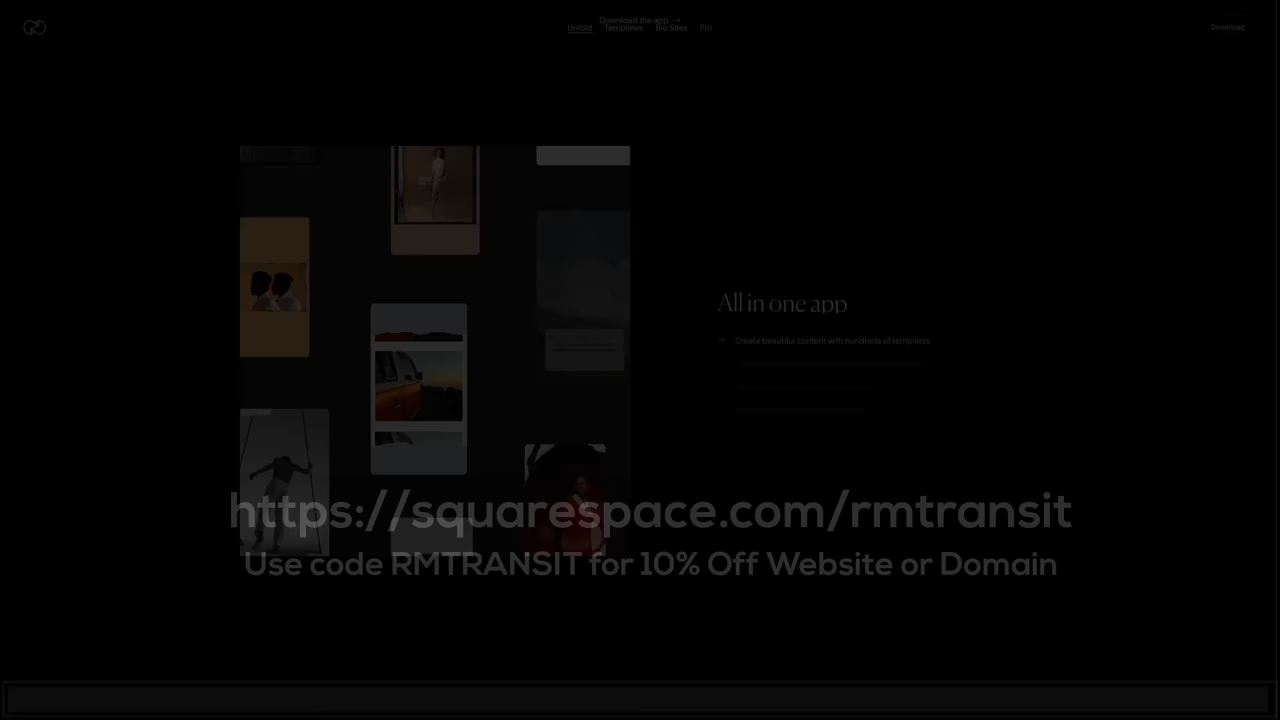 Download the app →
Unfold Templates Bio Sites Pro
Download
All in one app
→ Create beautiful content with hundreds of templates
https://squarespace.com/rmtransit
Use code RMTRANSIT for 10% Off Website or Domain